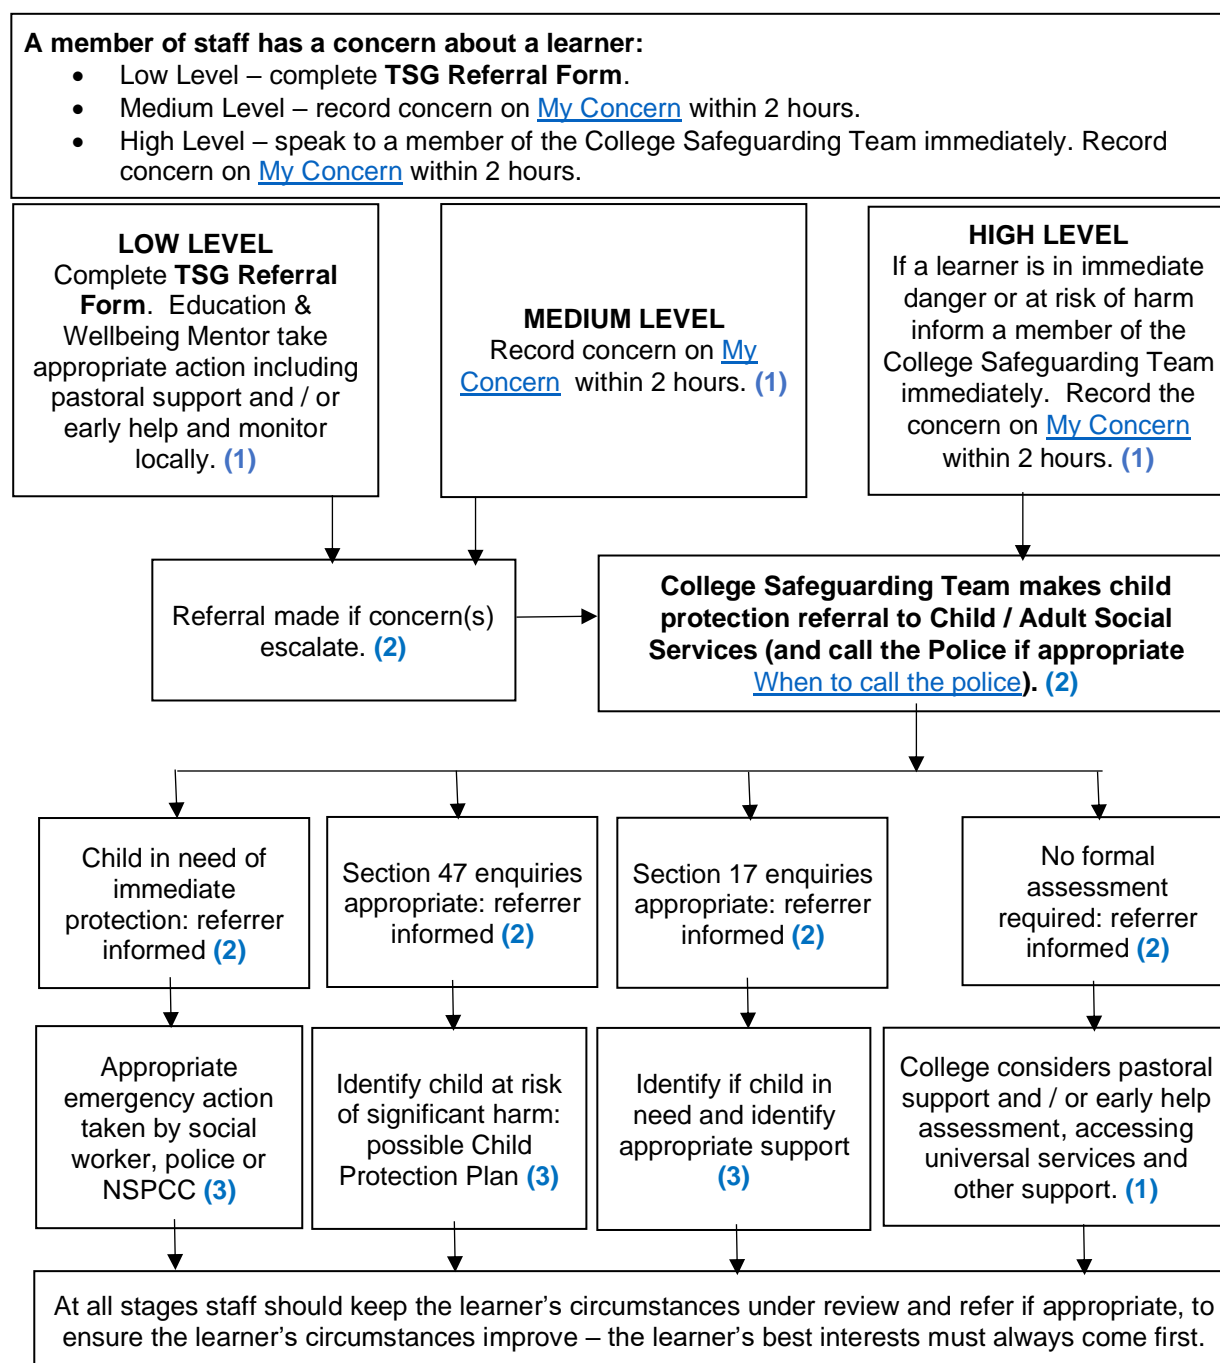 A member of staff has a concern about a learner:
• Low Level – complete TSG Referral Form.
• Medium Level – record concern on My Concern within 2 hours.
• High Level – speak to a member of the College Safeguarding Team immediately. Record
concern on My Concern within 2 hours.
LOW LEVEL
Complete TSG Referral
Form. Education &
Wellbeing Mentor take
appropriate action including
pastoral support and / or
early help and monitor
locally. (1)
MEDIUM LEVEL
Record concern on My
Concern within 2 hours. (1)
HIGH LEVEL
If a learner is in immediate
danger or at risk of harm
inform a member of the
College Safeguarding Team
immediately. Record the
concern on My Concern
within 2 hours. (1)
Referral made if concern(s)
escalate. (2)
College Safeguarding Team makes child
protection referral to Child / Adult Social
Services (and call the Police if appropriate
When to call the police). (2)
Child in need of
immediate
protection: referrer
informed (2)
Section 47 enquiries
appropriate: referrer
informed (2)
Section 17 enquiries
appropriate: referrer
informed (2)
No formal
assessment
required: referrer
informed (2)
Appropriate
emergency action
taken by social
worker, police or
NSPCC (3)
Identify child at risk
of significant harm:
possible Child
Protection Plan (3)
Identify if child in
need and identify
appropriate support
(3)
College considers pastoral
support and / or early help
assessment, accessing
universal services and
other support. (1)
At all stages staff should keep the learner’s circumstances under review and refer if appropriate, to
ensure the learner’s circumstances improve – the learner’s best interests must always come first.